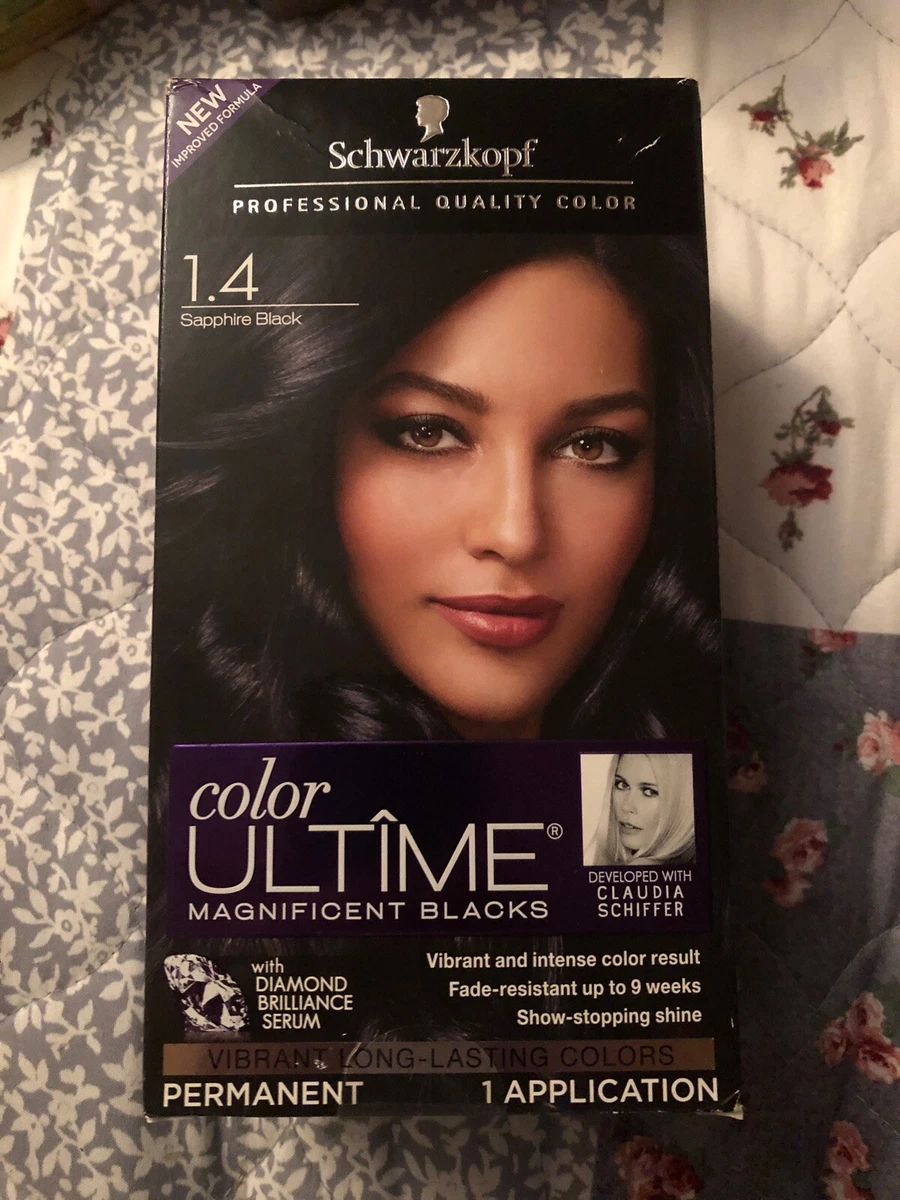 NEW
IMPROVED FORMULA
Schwarzkopf
PROFESSIONAL QUALITY COLOR
1.4
Sapphire Black
color
ULTÎME®
MAGNIFICENT BLACKS
DEVELOPED WITH
CLAUDIA
SCHIFFER
with
DIAMOND
BRILLIANCE
SERUM
Vibrant and intense color result
Fade-resistant up to 9 weeks
Show-stopping shine
VIBRANT LONG-LASTING COLORS
PERMANENT
1 APPLICATION